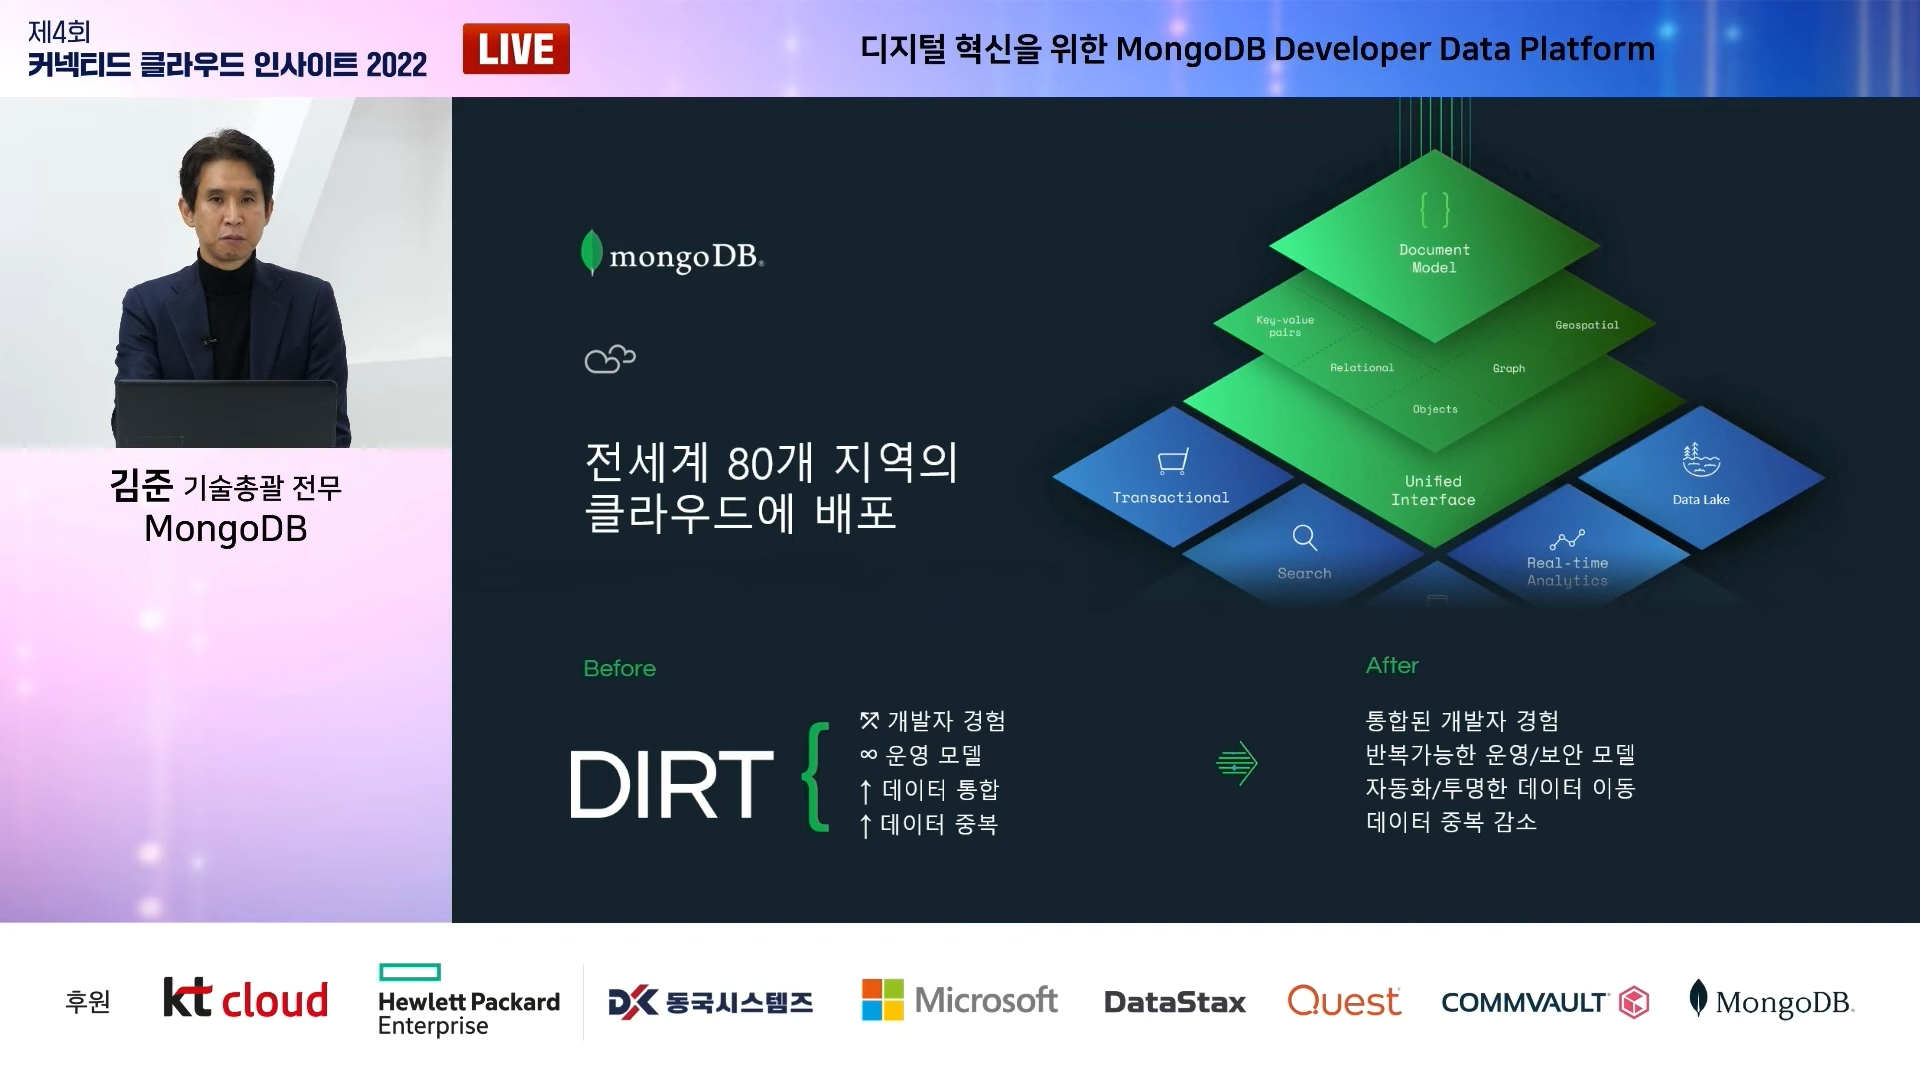 제4회
커넥티드 클라우드 인사이트 2022
LIVE
디지털 혁신을 위한 MongoDB Developer Data Platform
김준 기술총괄 전무
MongoDB
mongoDB®
전세계 80개 지역의
클라우드에 배포
{ }
Document
Model
Key-value
pairs
Geospatial
Relational
Graph
Objects
Unified
Interface
Transactional
Search
Real-time
Analytics
Data Lake
Before
DIRT {
⤲ 개발자 경험
∞ 운영 모델
↑ 데이터 통합
↑ 데이터 중복
After
통합된 개발자 경험
반복가능한 운영/보안 모델
자동화/투명한 데이터 이동
데이터 중복 감소
후원
kt cloud
Hewlett Packard
Enterprise
DK 동국시스템즈
Microsoft
DataStax
Quest
COMMVAULT
MongoDB.